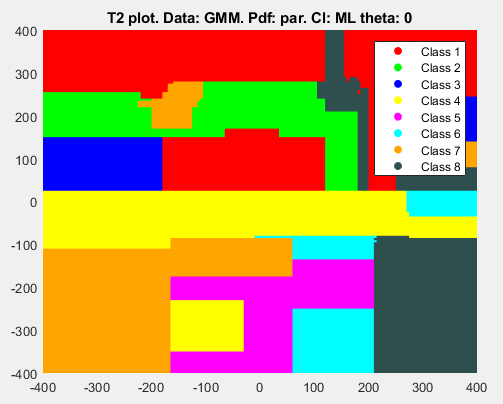 T2 plot. Data: GMM. Pdf: par. Cl: ML theta: 0
400
300
200
100
0
-100
-200
-300
-400
-400
-300
-200
-100
0
100
200
300
400
Class 1
Class 2
Class 3
Class 4
Class 5
Class 6
Class 7
Class 8